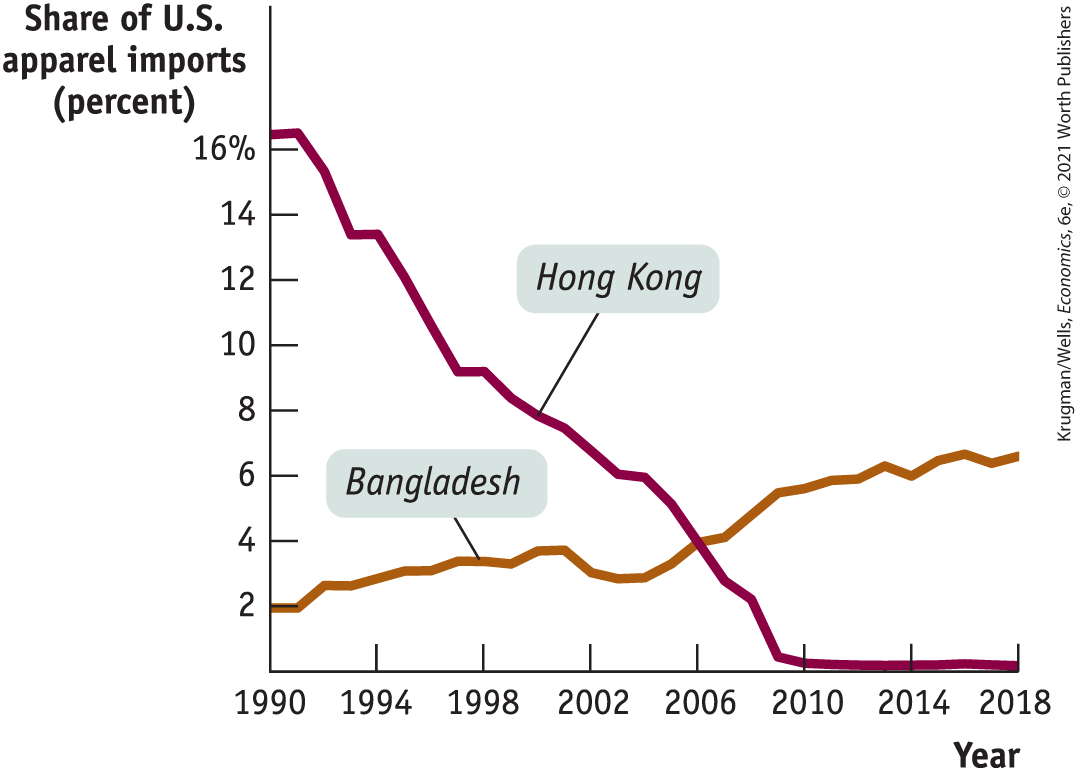 Share of U.S.
apparel imports
(percent)
16%
14
12
10
8
6
4
2
Hong Kong
Bangladesh
1990 1994 1998 2002 2006 2010 2014 2018
Year
Krugman/Wells, Economics, 6e, © 2021 Worth Publishers